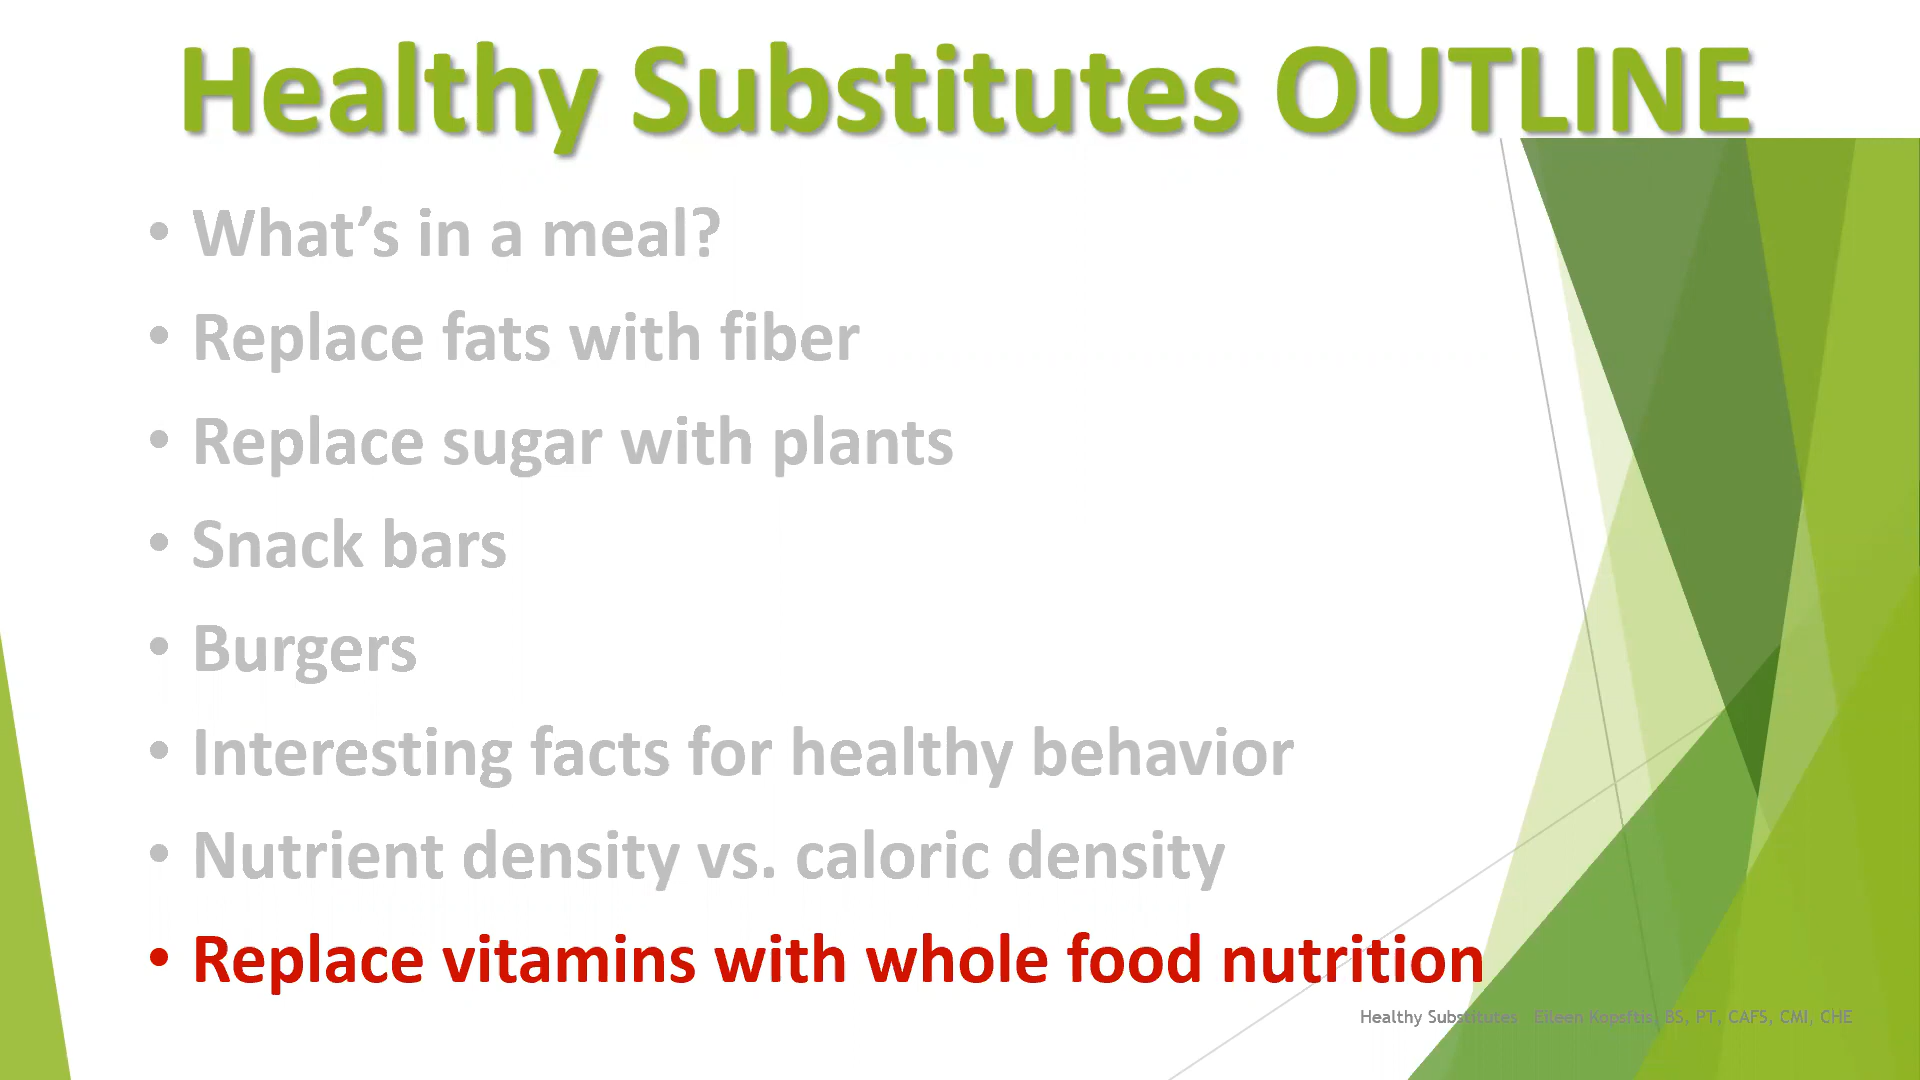 Healthy Substitutes OUTLINE
• What's in a meal?
• Replace fats with fiber
• Replace sugar with plants
• Snack bars
• Burgers
• Interesting facts for healthy behavior
• Nutrient density vs. caloric density
• Replace vitamins with whole food nutrition
Healthy Substitutes Eileen Kopsftis, BS, PT, CAFS, CMI, CHE